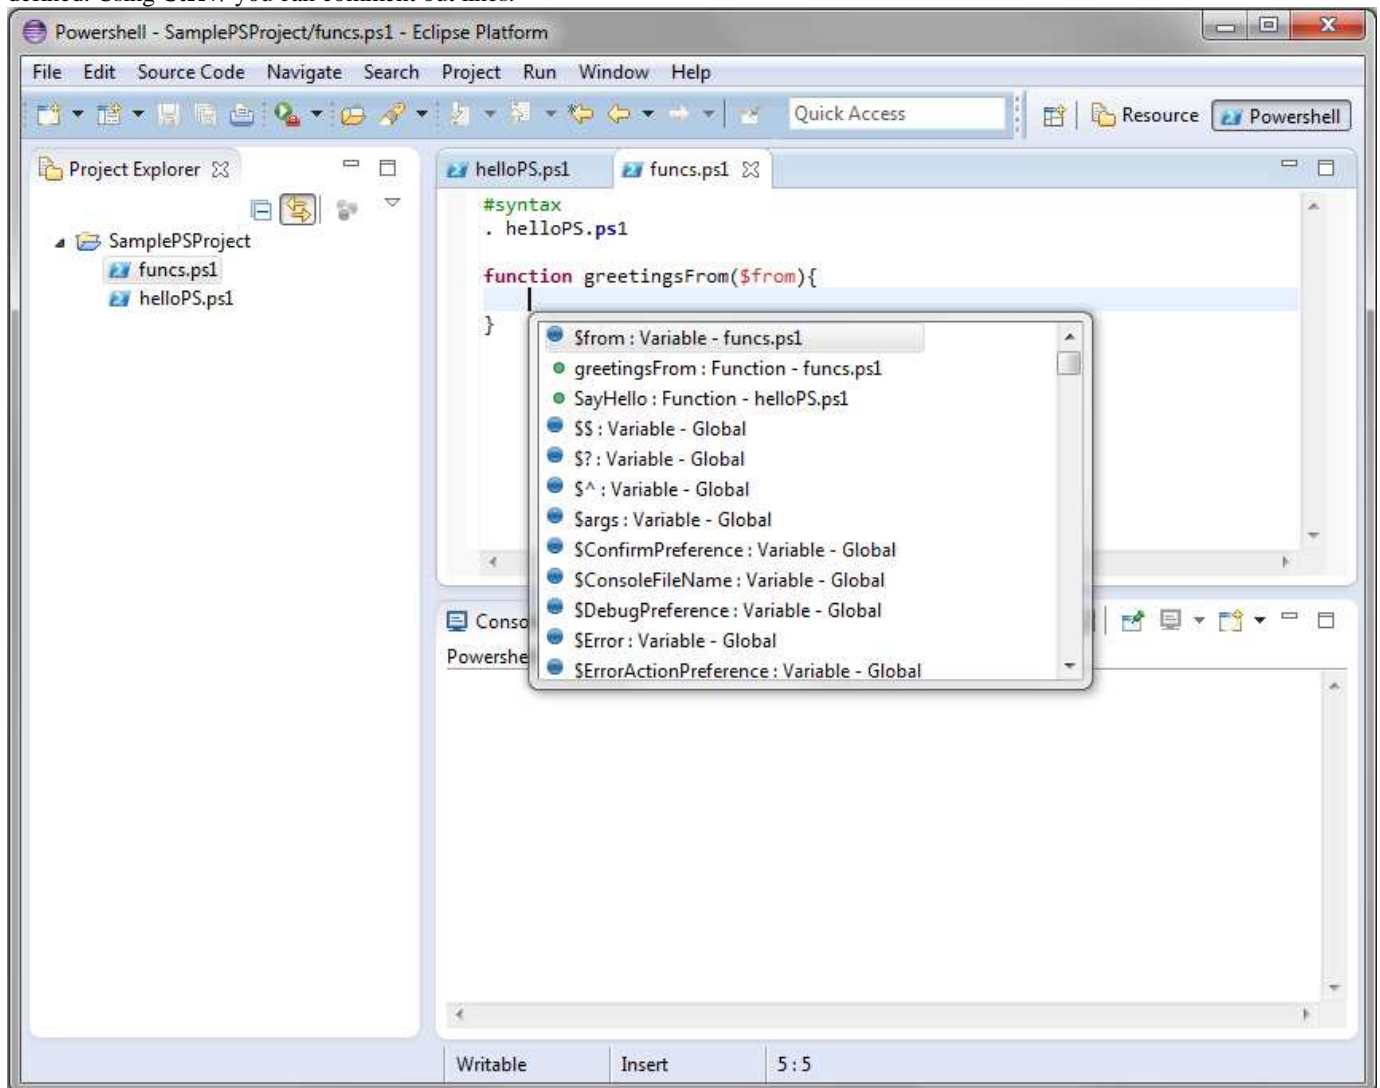 Powershell - SamplePSProject/funcs.ps1 - Eclipse Platform
File Edit Source Code Navigate Search Project Run Window Help
Quick Access
Resource
Powershell
Project Explorer
SamplePSProject
funcs.ps1
helloPS.ps1
helloPS.ps1
funcs.ps1
#syntax
. helloPS.ps1
function greetingsFrom($from){
}
$from : Variable - funcs.ps1
greetingsFrom : Function - funcs.ps1
SayHello : Function - helloPS.ps1
$$ : Variable - Global
$? : Variable - Global
$^ : Variable - Global
$args : Variable - Global
$ConfirmPreference : Variable - Global
$ConsoleFileName : Variable - Global
$DebugPreference : Variable - Global
$Error : Variable - Global
$ErrorActionPreference : Variable - Global
Conso
Powershe
Writable
Insert
5 : 5